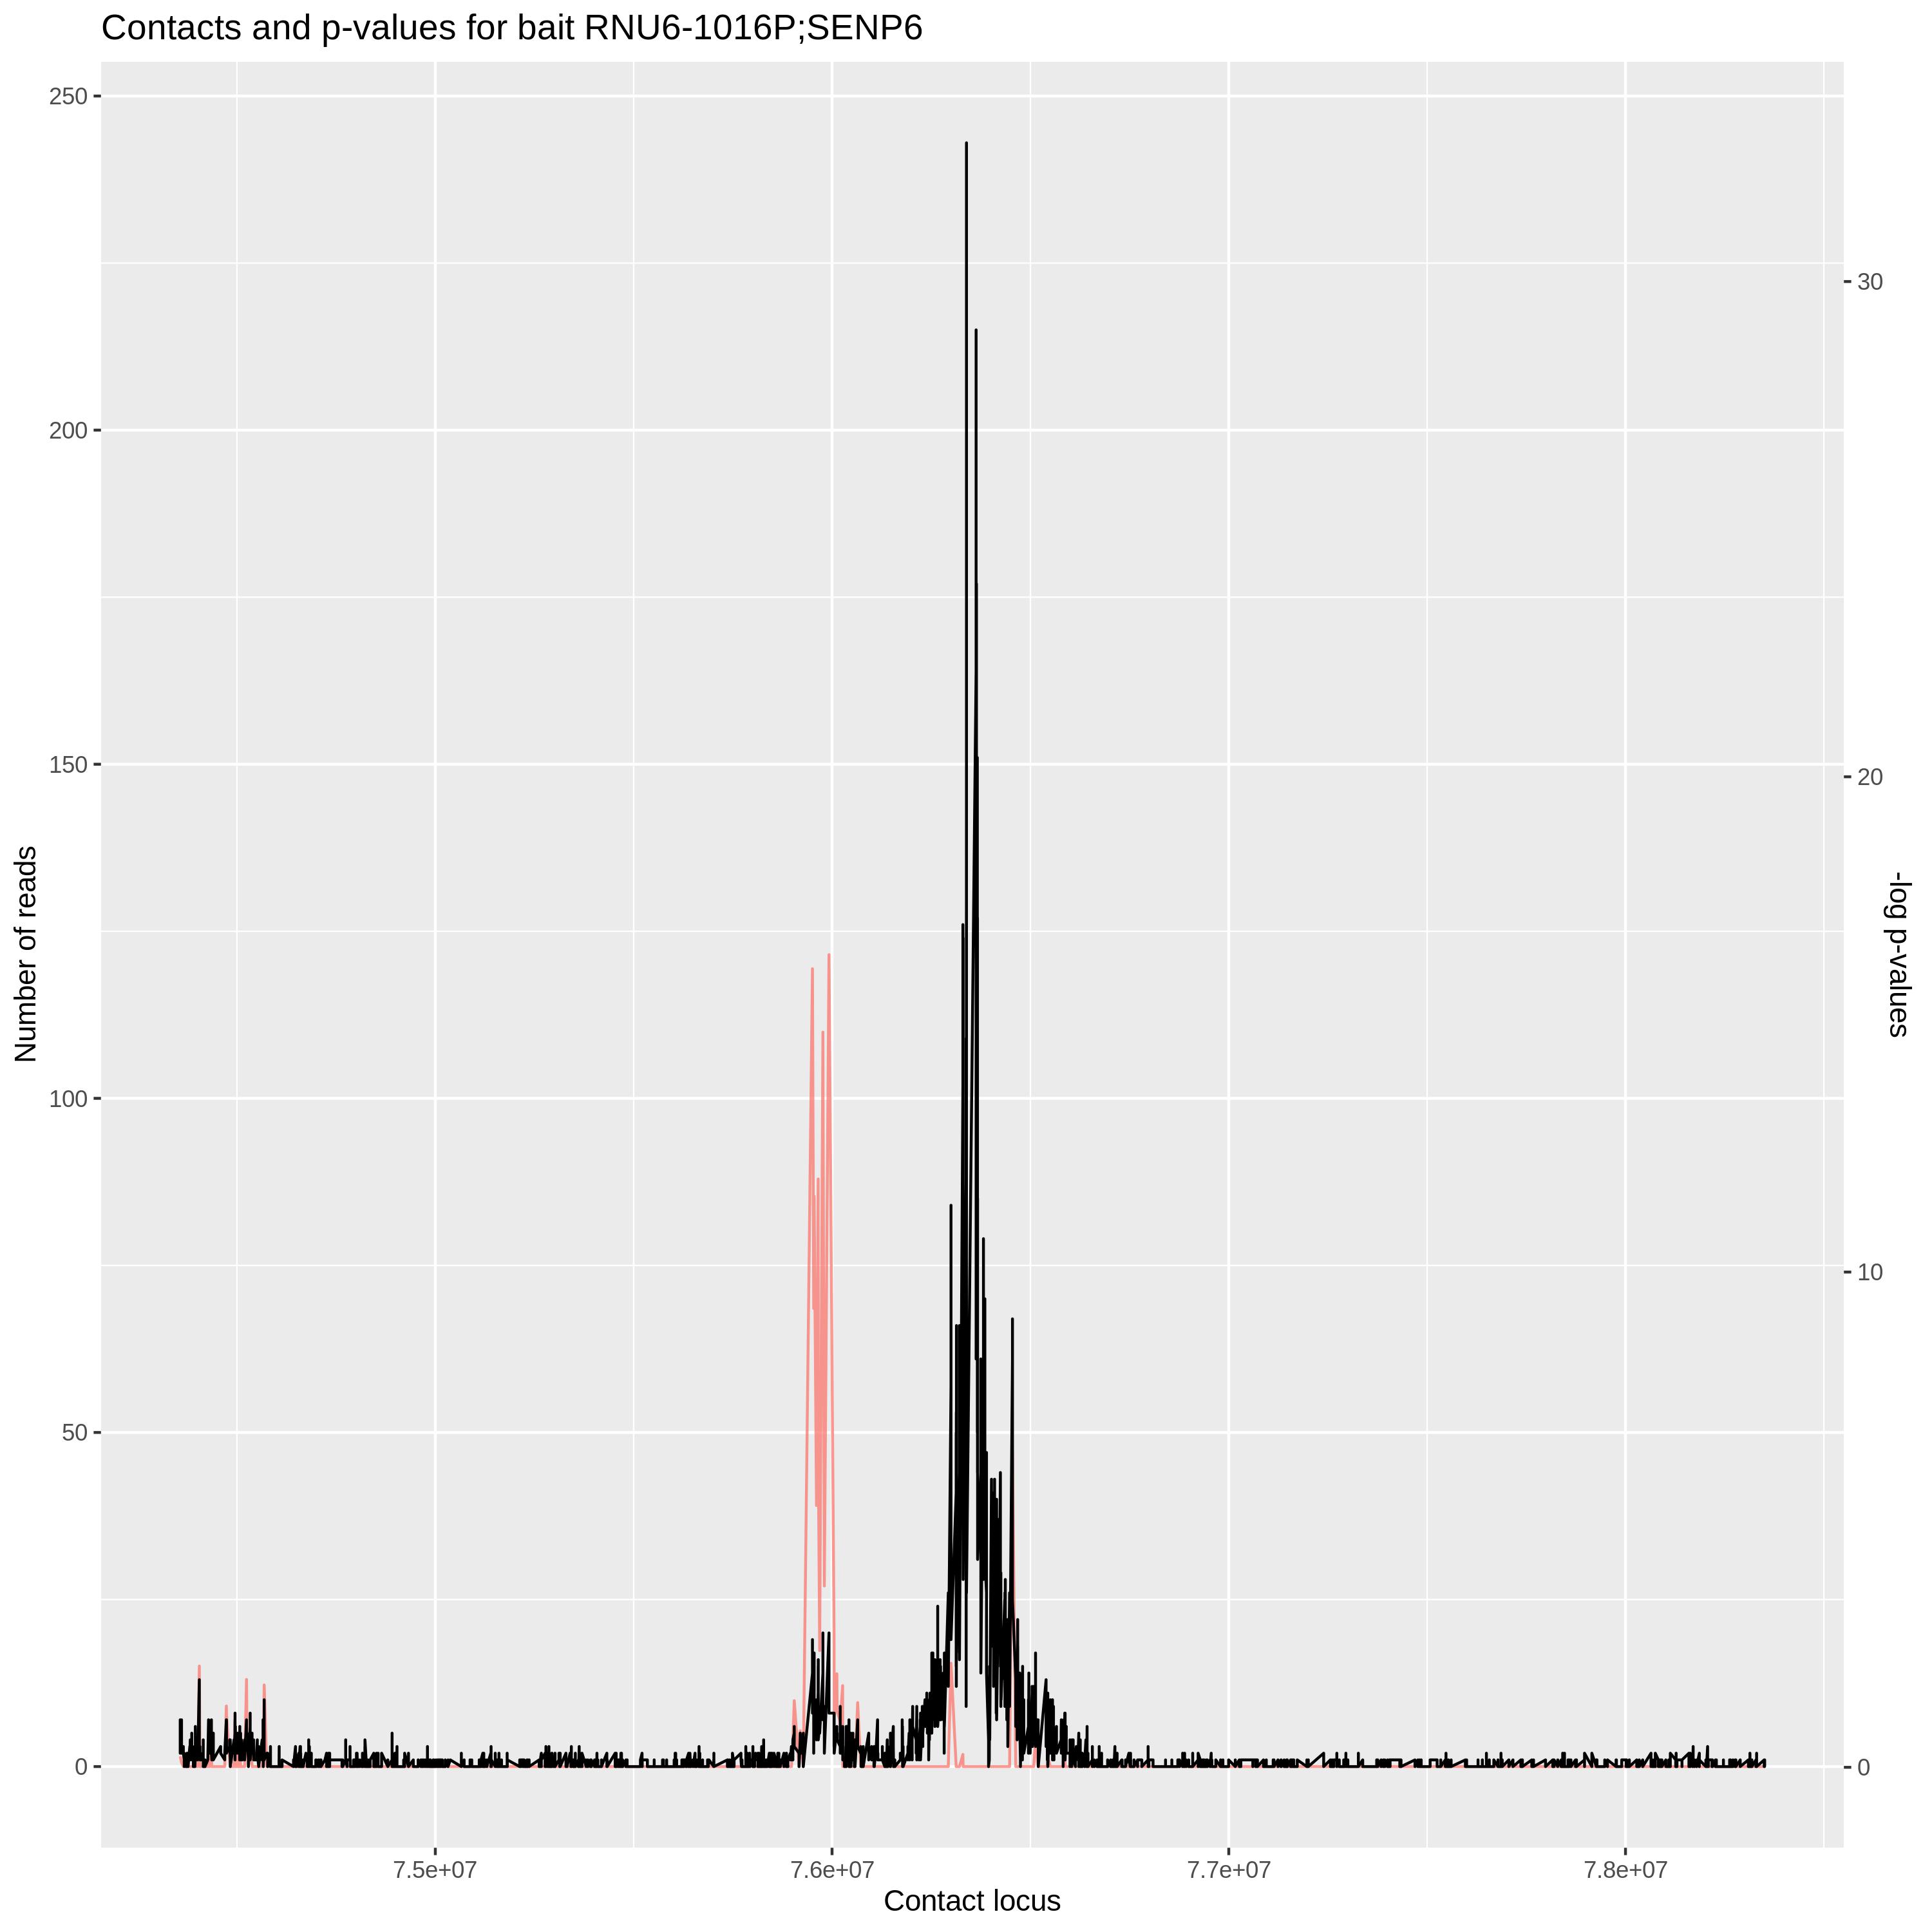 Contacts and p-values for bait RNU6-1016P;SENP6
250
200
150
100
50
0
Number of reads
30
20
10
0
-log p-values
7.5e+07
7.6e+07
7.7e+07
7.8e+07
Contact locus